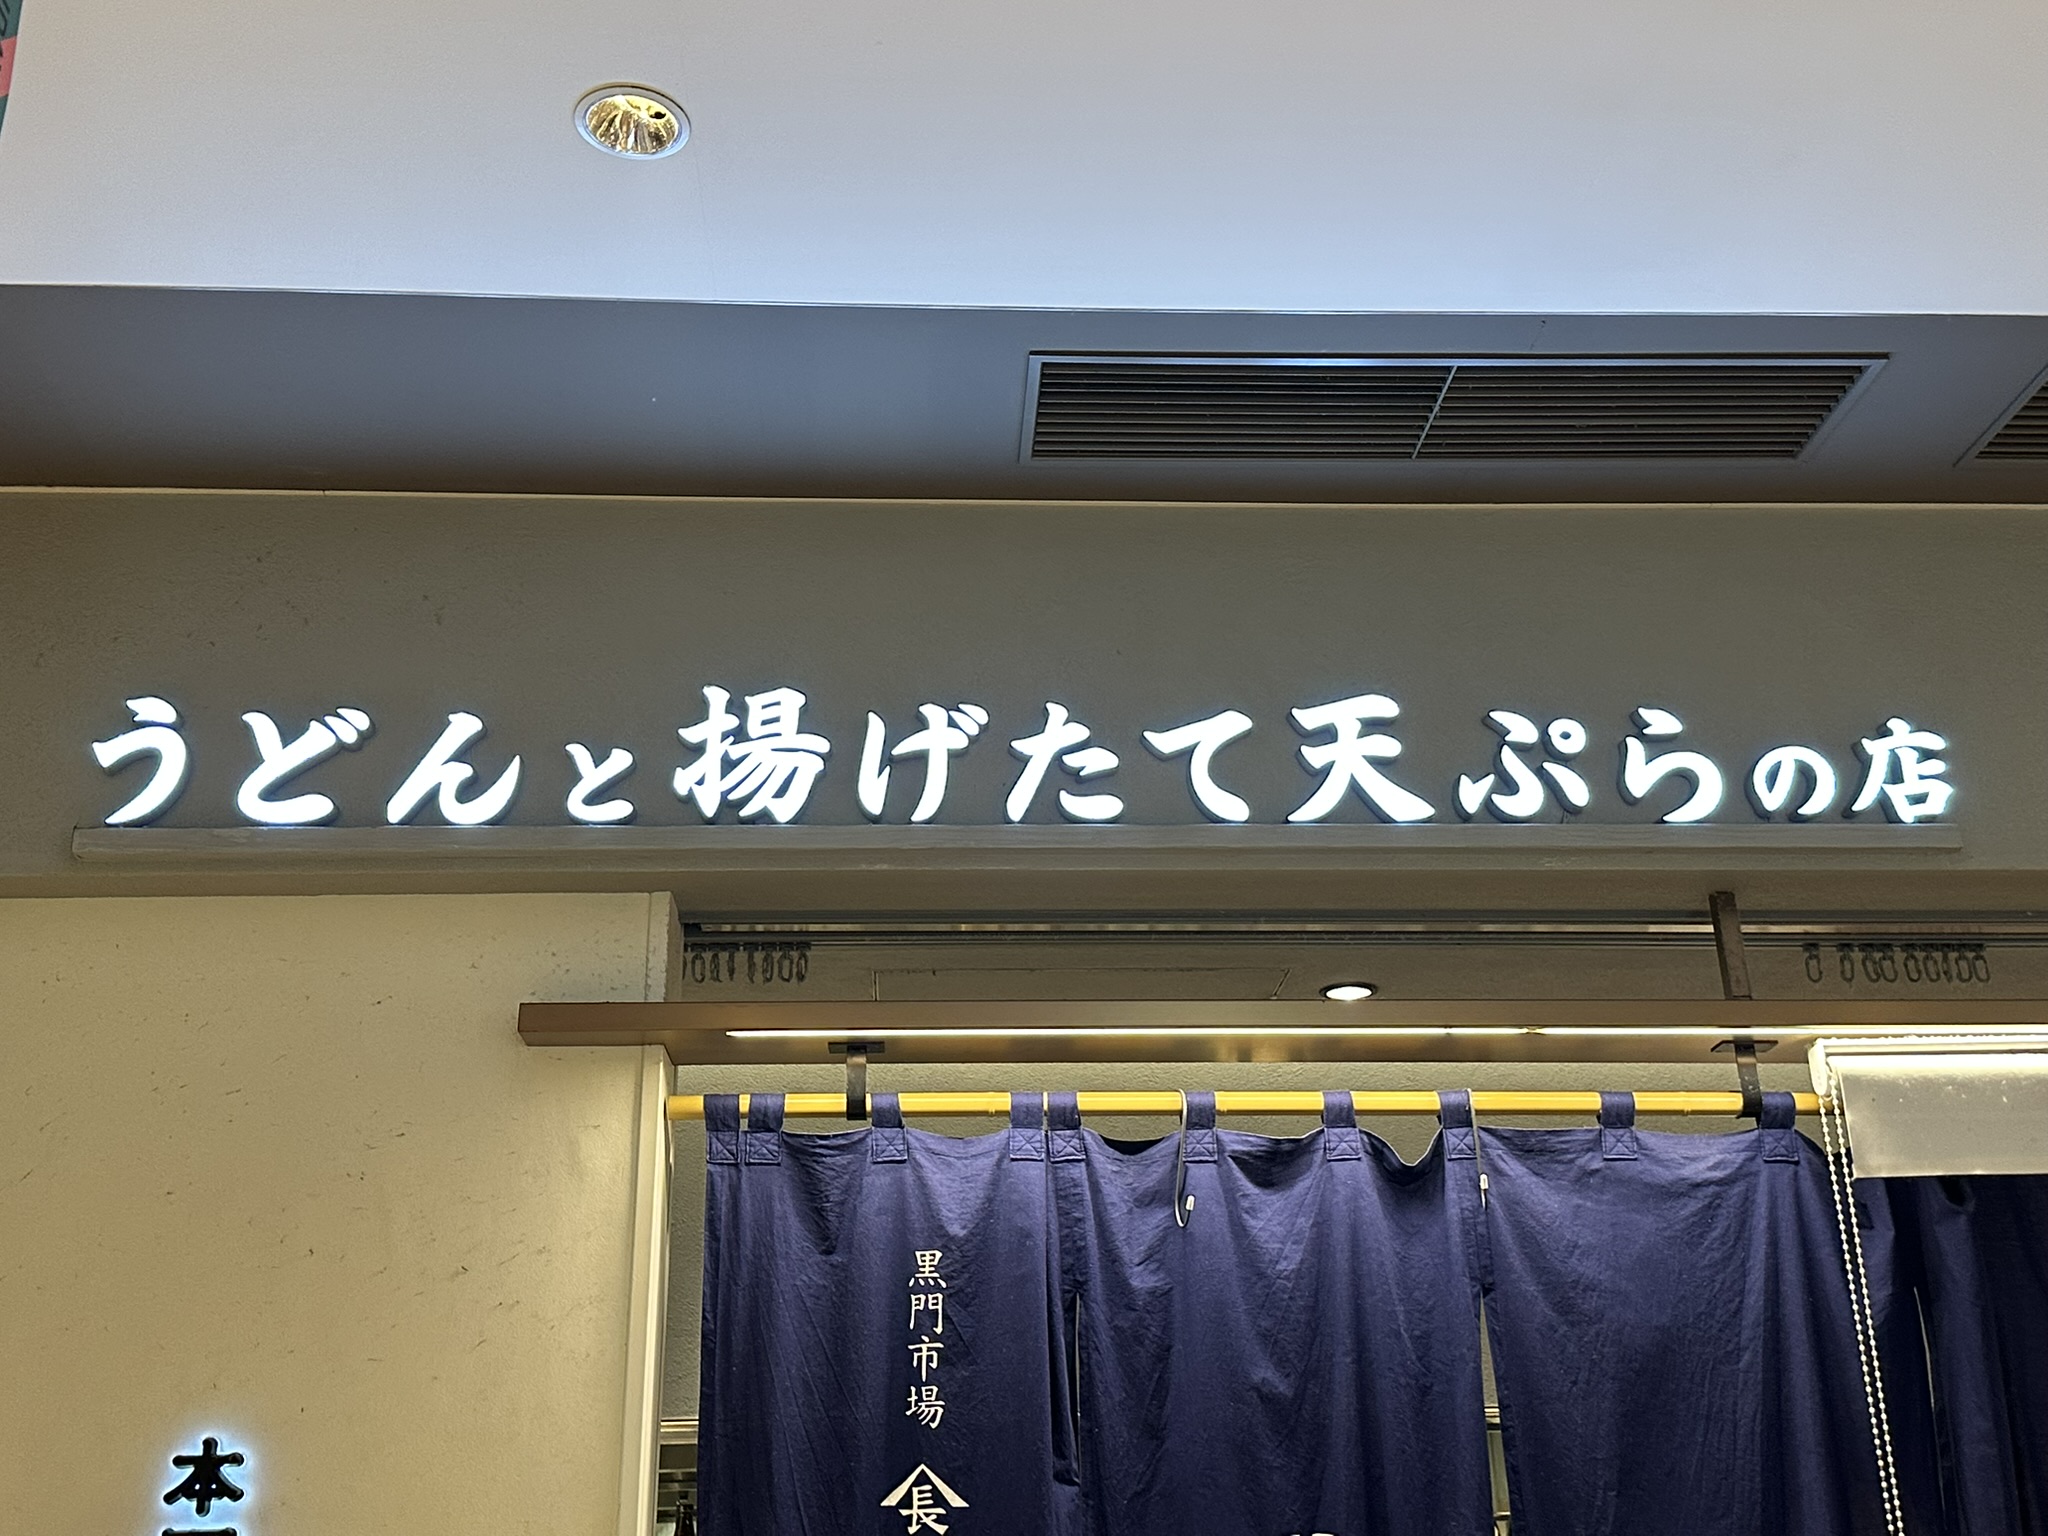 うどんと揚げたて天ぷらの店
黒門市場
長
本